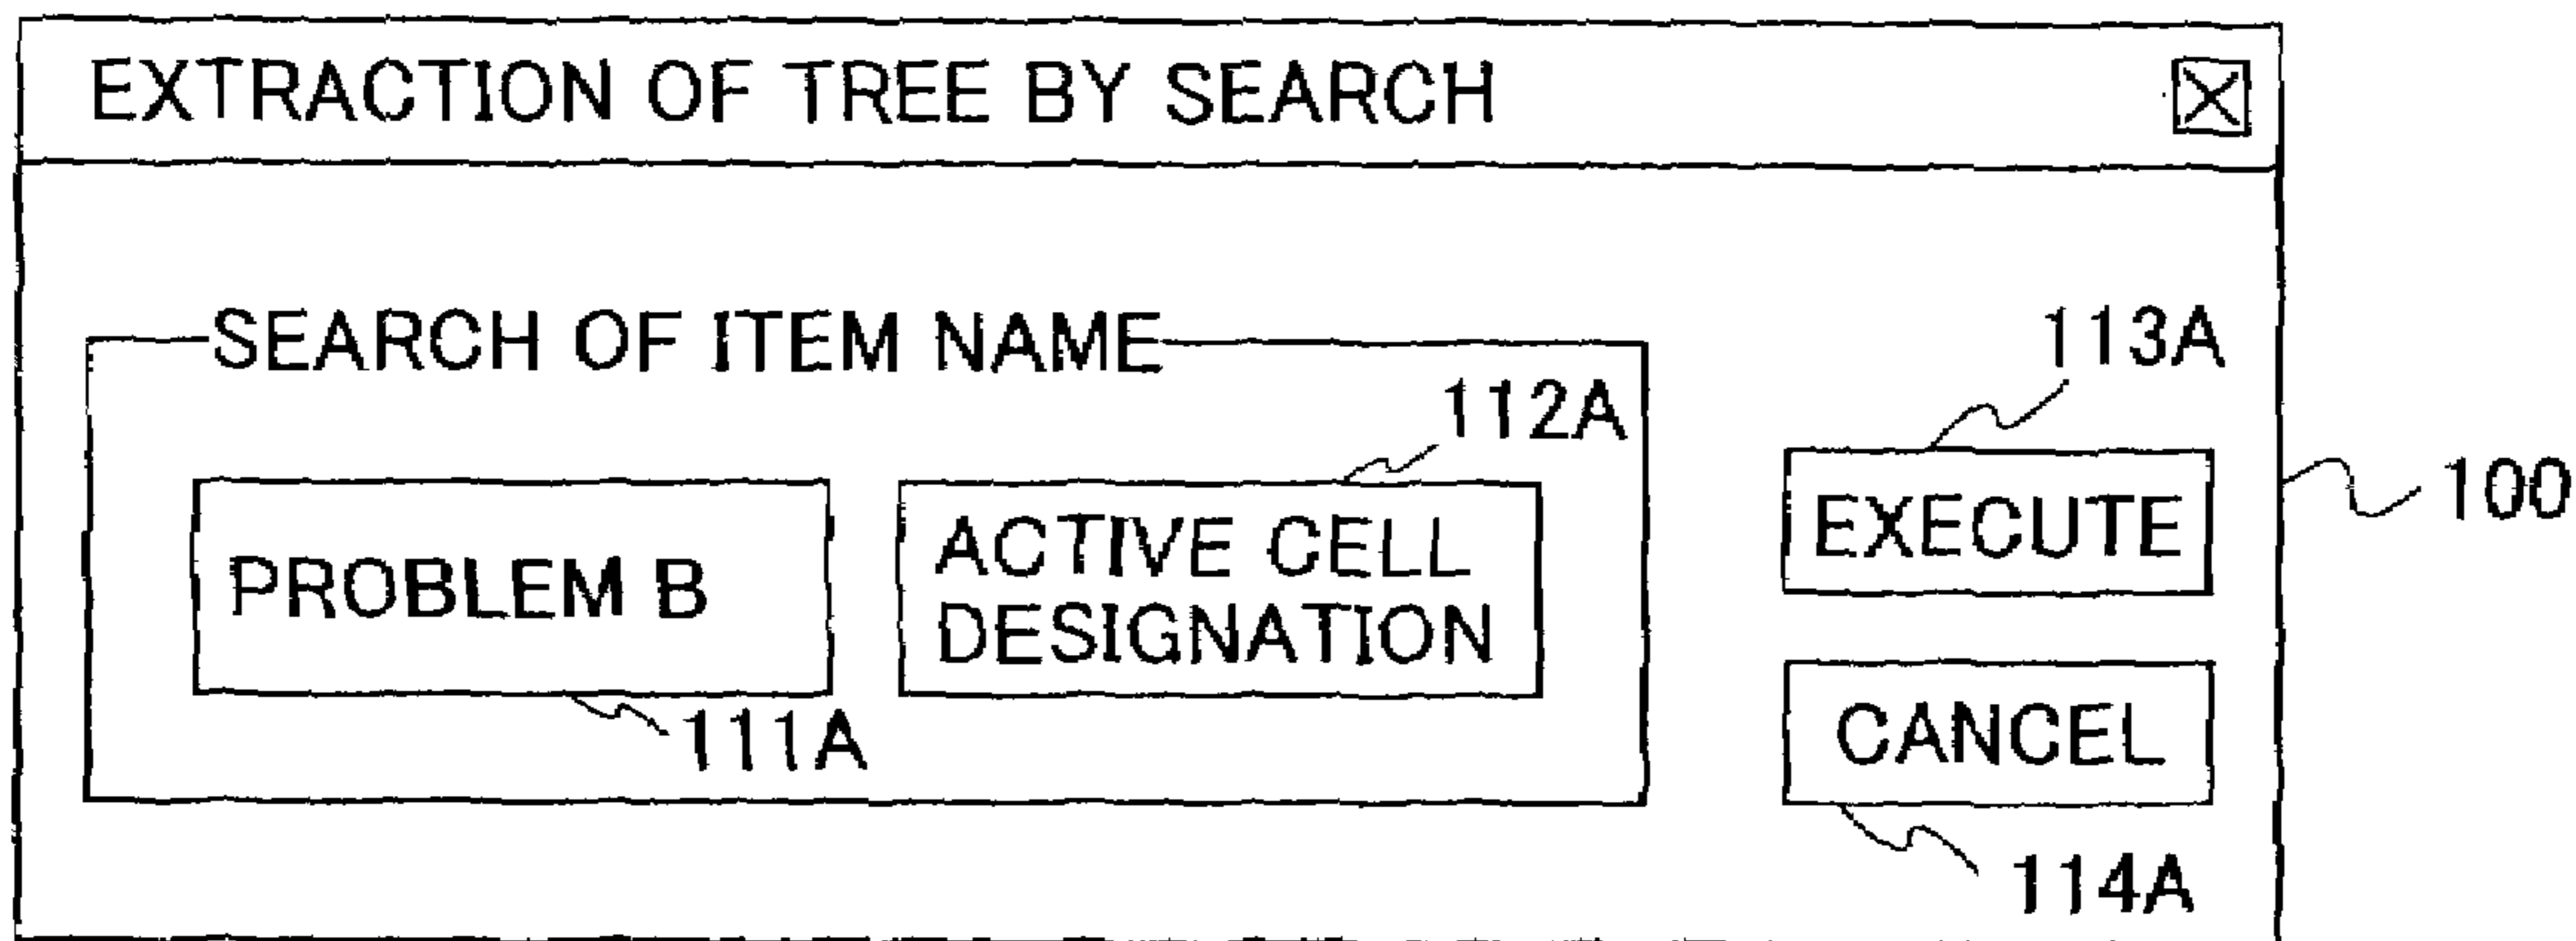 EXTRACTION OF TREE BY SEARCH
SEARCH OF ITEM NAME
113A
112A
100
PROBLEM B
ACTIVE CELL
DESIGNATION
EXECUTE
111A
CANCEL
114A